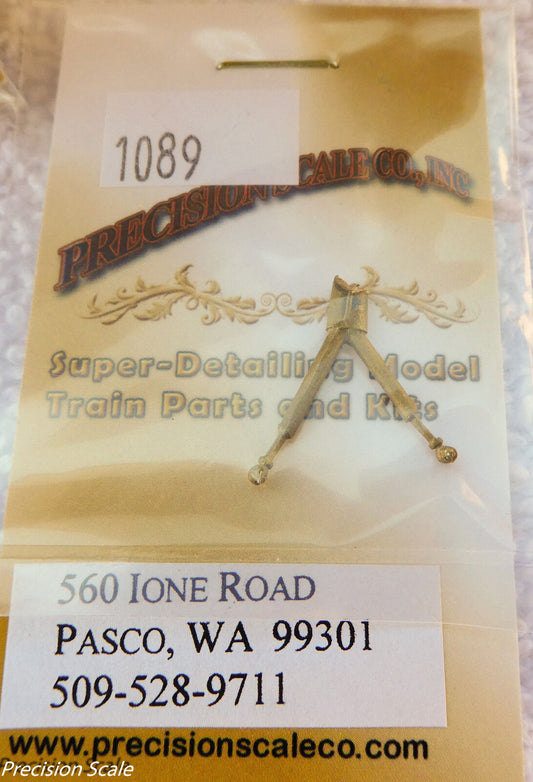 1089
PRECISION SCALE CO., INC
Super-Detailing Model
Train Parts and Kits
560 IONE ROAD
PASCO, WA 99301
509-528-9711
www.precisionscaleco.com
Precision Scale